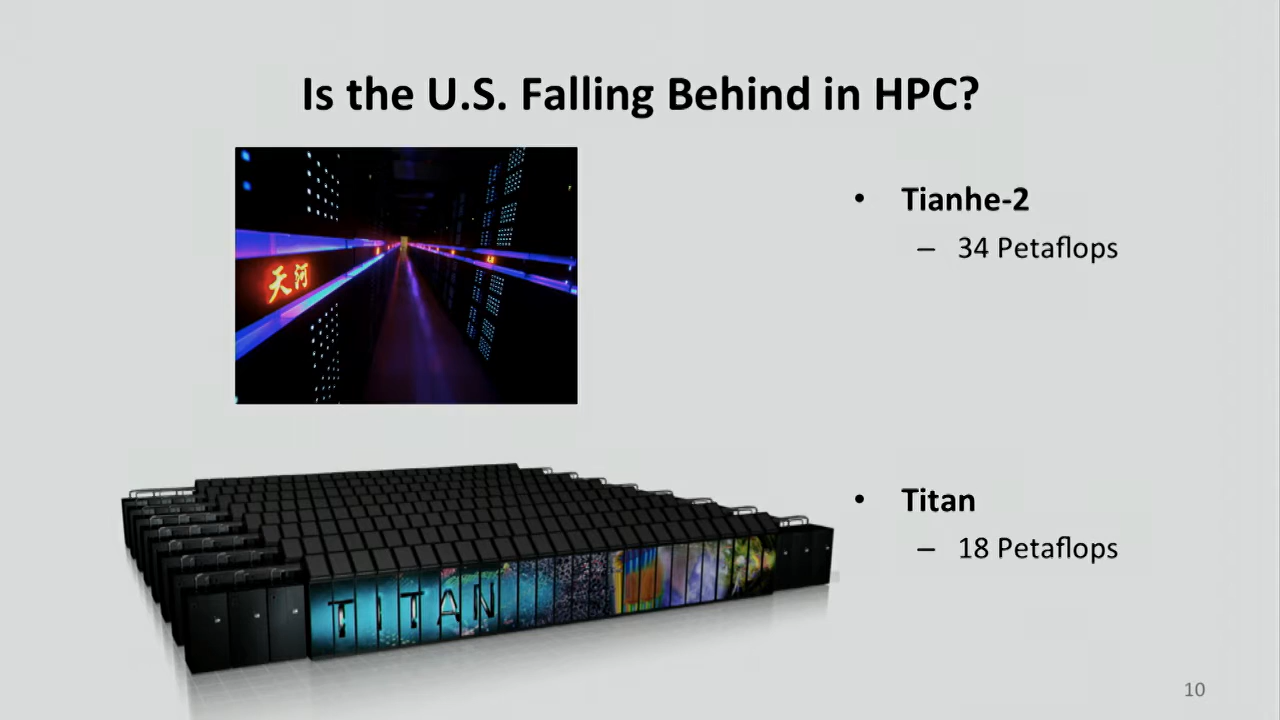 Is the U.S. Falling Behind in HPC?
天河
• Tianhe-2
– 34 Petaflops
TITAN
• Titan
– 18 Petaflops
10